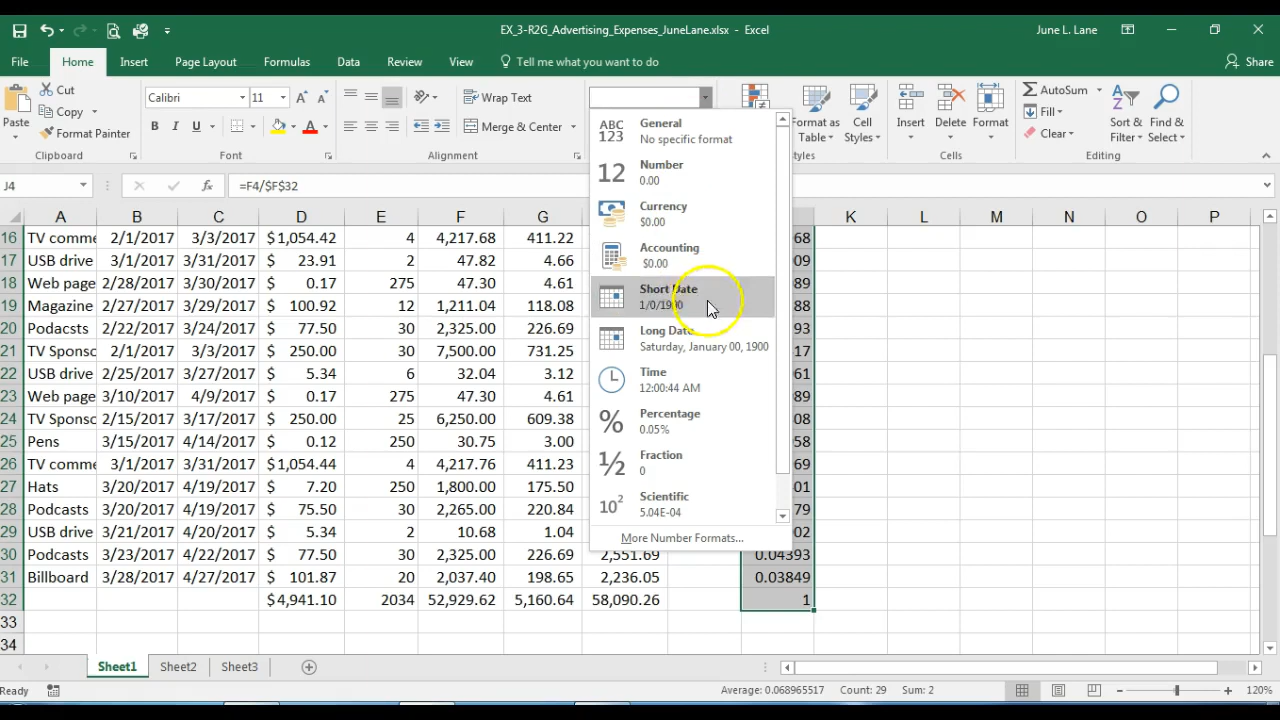 EX_3-R2G_Advertising_Expenses_JuneLane.xlsx - Excel
June L. Lane
File Home Insert Page Layout Formulas Data Review View Tell me what you want to do Share
Paste Cut
Copy
Format Painter
Clipboard
Calibri 11 A A
B I U A
Font
ab Wrap Text
Merge & Center
Alignment
Format as Table
Cell Styles
Styles
Insert Delete Format
Cells
AutoSum
Fill
Clear
Sort & Filter
Find & Select
Editing
J4 fx =F4/$F$32
A B C D E F G K L M N O P
ABC 123 General
No specific format
12 Number
0.00
Currency
$0.00
Accounting
$0.00
Short Date
1/0/1900
Long Date
Saturday, January 00, 1900
Time
12:00:44 AM
% Percentage
0.05%
½ Fraction
0
10² Scientific
5.04E-04
More Number Formats...
16 TV comme 2/1/2017 3/3/2017 $1,054.42 4 4,217.68 411.22 68
17 USB drive 3/1/2017 3/31/2017 $ 23.91 2 47.82 4.66 009
18 Web page 2/28/2017 3/30/2017 $ 0.17 275 47.30 4.61 89
19 Magazine 2/27/2017 3/29/2017 $ 100.92 12 1,211.04 118.08 88
20 Podacsts 2/22/2017 3/24/2017 $ 77.50 30 2,325.00 226.69 93
21 TV Sponso 2/1/2017 3/3/2017 $ 250.00 30 7,500.00 731.25 17
22 USB drive 2/25/2017 3/27/2017 $ 5.34 6 32.04 3.12 61
23 Web page 3/10/2017 4/9/2017 $ 0.17 275 47.30 4.61 89
24 TV Sponso 2/15/2017 3/17/2017 $ 250.00 25 6,250.00 609.38 08
25 Pens 3/15/2017 4/14/2017 $ 0.12 250 30.75 3.00 58
26 TV comme 3/1/2017 3/31/2017 $1,054.44 4 4,217.76 411.23 69
27 Hats 3/20/2017 4/19/2017 $ 7.20 250 1,800.00 175.50 01
28 Podcasts 3/20/2017 4/19/2017 $ 75.50 30 2,265.00 220.84 79
29 USB drive 3/21/2017 4/20/2017 $ 5.34 2 10.68 1.04 02
30 Podcasts 3/23/2017 4/22/2017 $ 77.50 30 2,325.00 226.69 2,551.69 0.04393
31 Billboard 3/28/2017 4/27/2017 $ 101.87 20 2,037.40 198.65 2,236.05 0.03849
32 $4,941.10 2034 52,929.62 5,160.64 58,090.26 1
33
34
Sheet1 Sheet2 Sheet3
Ready Average: 0.068965517 Count: 29 Sum: 2 120%